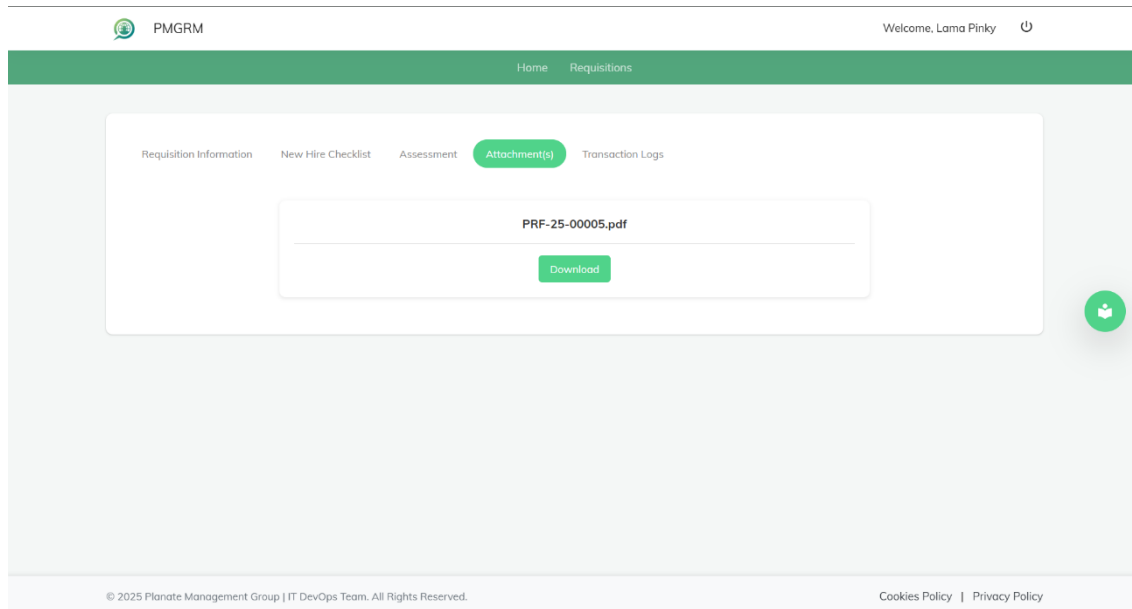 PMGRM
Welcome, Lama Pinky
Home Requisitions
Requisition Information New Hire Checklist Assessment Attachment(s) Transaction Logs
PRF-25-00005.pdf
Download
© 2025 Planate Management Group | IT DevOps Team. All Rights Reserved.
Cookies Policy | Privacy Policy